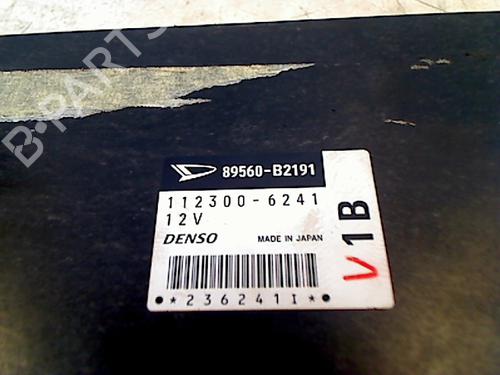 B-PARTS
89560-B2191
112300-6241
12V
DENSO MADE IN JAPAN
*236241I*
V1B